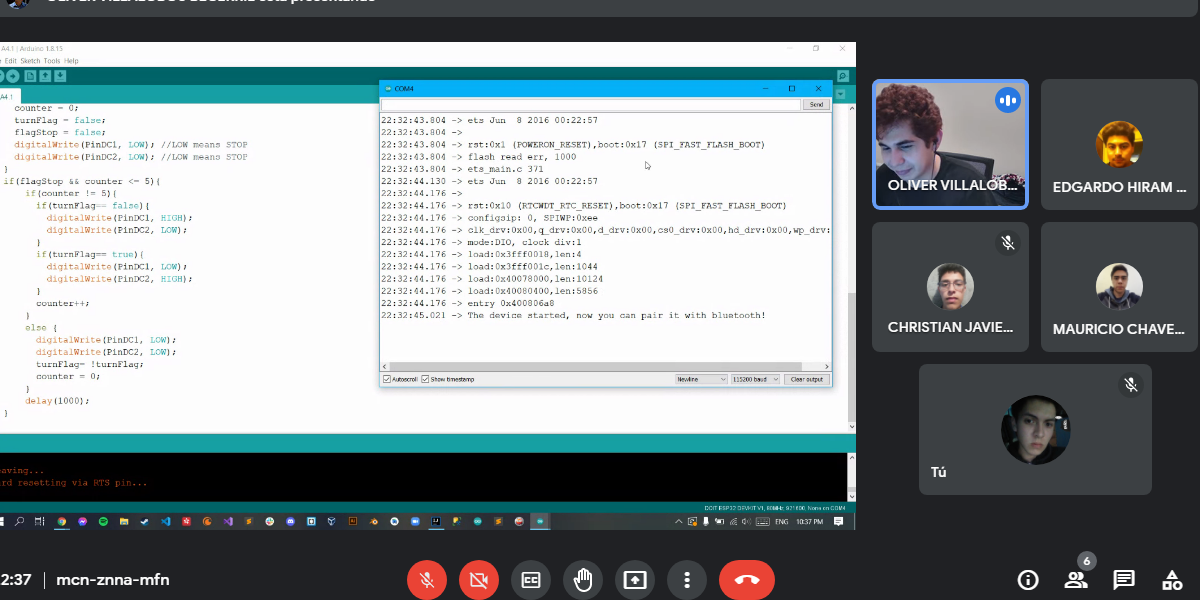 OLIVER VILLALOBOS
está presentando
A4.1 | Arduino 1.8.15
Edit Sketch Tools Help
A4.1
counter = 0;
turnFlag = false;
flagStop = false;
digitalWrite(PinDC1, LOW); //LOW means STOP
digitalWrite(PinDC2, LOW); //LOW means STOP
}
if(flagStop && counter <= 5){
if(counter != 5){
if(turnFlag== false){
digitalWrite(PinDC1, HIGH);
digitalWrite(PinDC2, LOW);
}
if(turnFlag== true){
digitalWrite(PinDC1, LOW);
digitalWrite(PinDC2, HIGH);
}
counter++;
}
else {
digitalWrite(PinDC1, LOW);
digitalWrite(PinDC2, LOW);
turnFlag= !turnFlag;
counter = 0;
}
delay(1000);
}
COM4
Send
22:32:43.804 -> ets Jun  8 2016 00:22:57
22:32:43.804 ->
22:32:43.804 -> rst:0x1 (POWERON_RESET),boot:0x17 (SPI_FAST_FLASH_BOOT)
22:32:43.804 -> flash read err, 1000
22:32:43.804 -> ets_main.c 371
22:32:44.130 -> ets Jun  8 2016 00:22:57
22:32:44.176 ->
22:32:44.176 -> rst:0x10 (RTCWDT_RTC_RESET),boot:0x17 (SPI_FAST_FLASH_BOOT)
22:32:44.176 -> configsip: 0, SPIWP:0xee
22:32:44.176 -> clk_drv:0x00,q_drv:0x00,d_drv:0x00,cs0_drv:0x00,hd_drv:0x00,wp_drv:
22:32:44.176 -> mode:DIO, clock div:1
22:32:44.176 -> load:0x3fff0018,len:4
22:32:44.176 -> load:0x3fff001c,len:1044
22:32:44.176 -> load:0x40078000,len:10124
22:32:44.176 -> load:0x40080400,len:5856
22:32:44.176 -> entry 0x400806a8
22:32:45.021 -> The device started, now you can pair it with bluetooth!
Autoscroll Show timestamp
Newline
115200 baud
Clear output
aving...
rd resetting via RTS pin...
DOIT ESP32 DEVKIT V1, 80MHz, 921600, None on COM4
ENG 10:37 PM
OLIVER VILLALOB...
EDGARDO HIRAM ...
CHRISTIAN JAVIE...
MAURICIO CHAVE...
Tú
2:37 | mcn-znna-mfn
CC
6